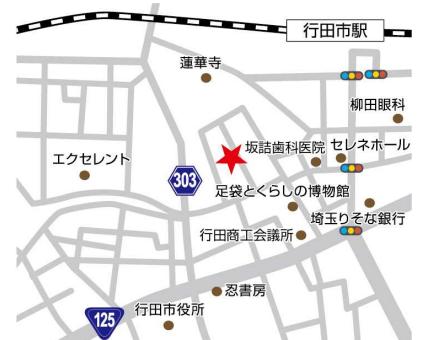 行田市駅
蓮華寺
柳田眼科
坂詰歯科医院
セレネホール
エクセレント
303
足袋とくらしの博物館
埼玉りそな銀行
行田商工会議所
忍書房
行田市役所
125